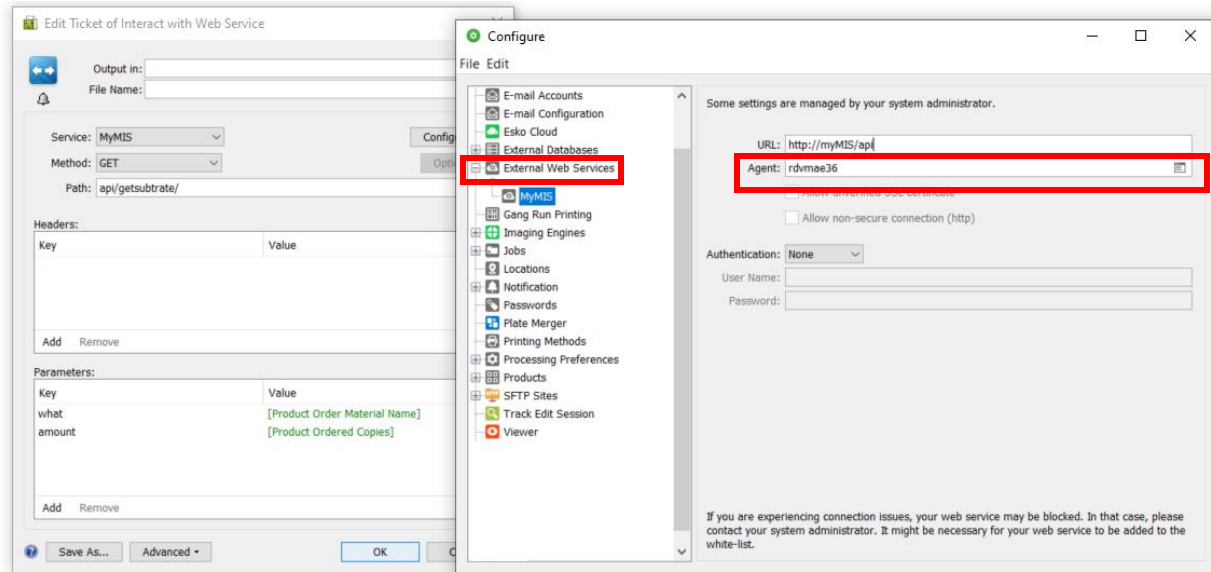 Edit Ticket of Interact with Web Service
Output in:
File Name:
Service: MyMIS
Method: GET
Path: api/getsubtrate/
Headers:
Key Value
Add Remove
Parameters:
Key Value
what [Product Order Material Name]
amount [Product Ordered Copies]
Add Remove
Save As... Advanced OK
Configure
File Edit
E-mail Accounts
E-mail Configuration
Esko Cloud
External Databases
External Web Services
MyMIS
Gang Run Printing
Imaging Engines
Jobs
Locations
Notification
Passwords
Plate Merger
Printing Methods
Processing Preferences
Products
SFTP Sites
Track Edit Session
Viewer
Some settings are managed by your system administrator.
URL: http://myMIS/api
Agent: rdvmae36
Allow unverified SSL certificate
Allow non-secure connection (http)
Authentication: None
User Name:
Password:
If you are experiencing connection issues, your web service may be blocked. In that case, please
contact your system administrator. It might be necessary for your web service to be added to the
white-list.